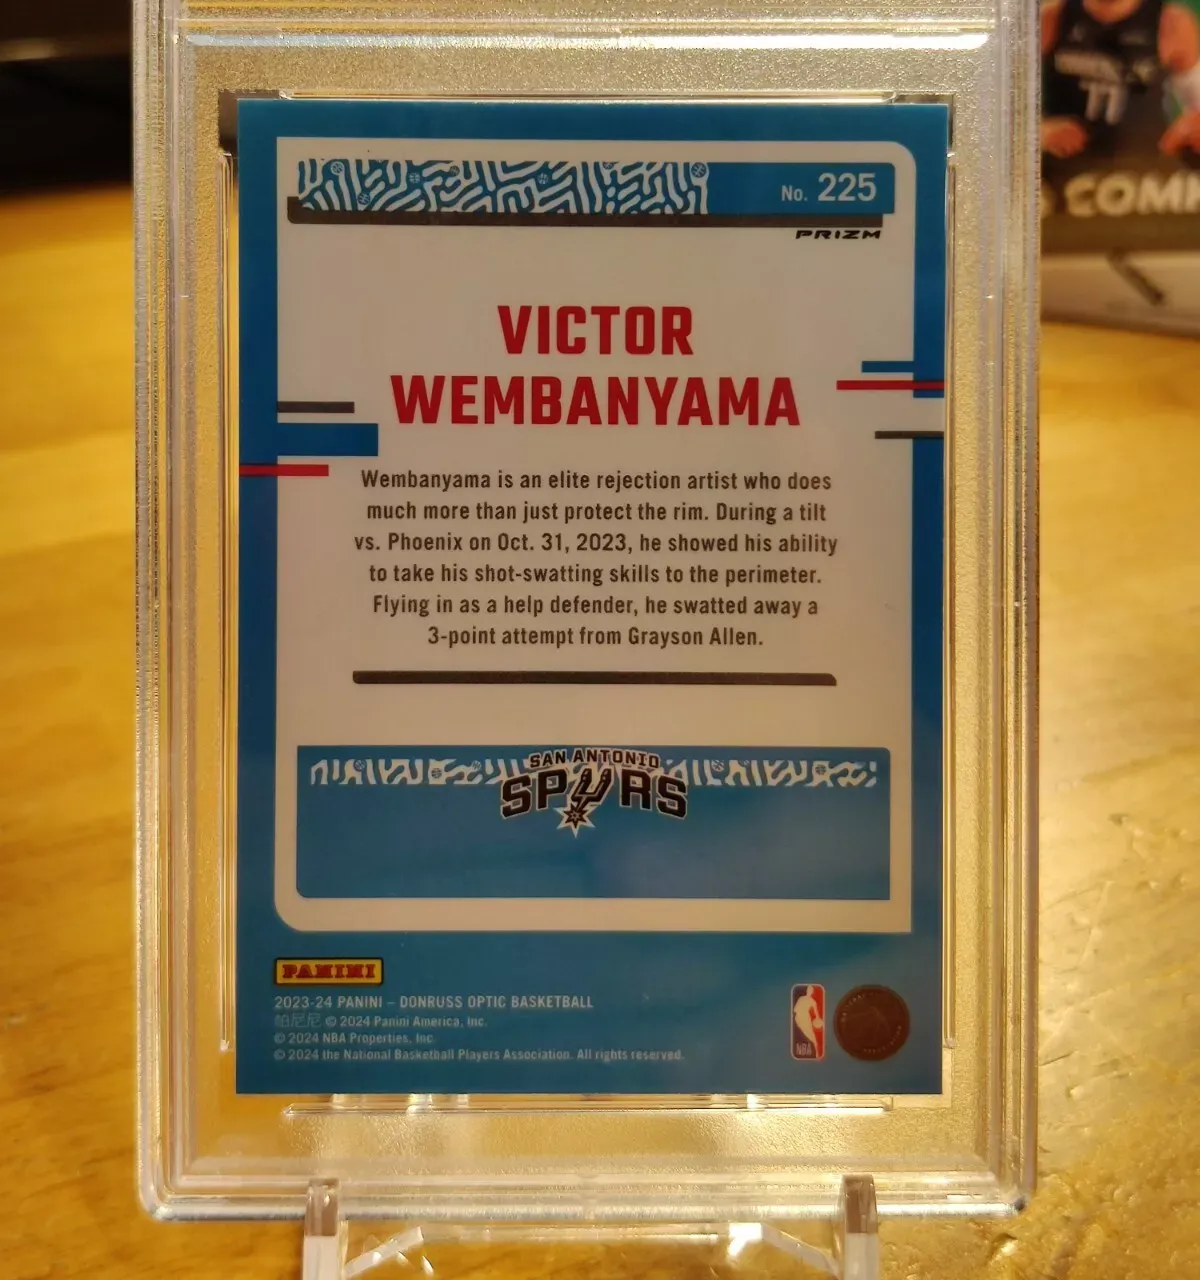 77
COMP
No. 225
PRIZM
VICTOR
WEMBANYAMA
Wembanyama is an elite rejection artist who does
much more than just protect the rim. During a tilt
vs. Phoenix on Oct. 31, 2023, he showed his ability
to take his shot-swatting skills to the perimeter.
Flying in as a help defender, he swatted away a
3-point attempt from Grayson Allen.
SAN ANTONIO
SPURS
PANINI
2023-24 PANINI – DONRUSS OPTIC BASKETBALL
帕尼尼 © 2024 Panini America, Inc.
© 2024 NBA Properties, Inc.
© 2024 the National Basketball Players Association. All rights reserved.
NBA